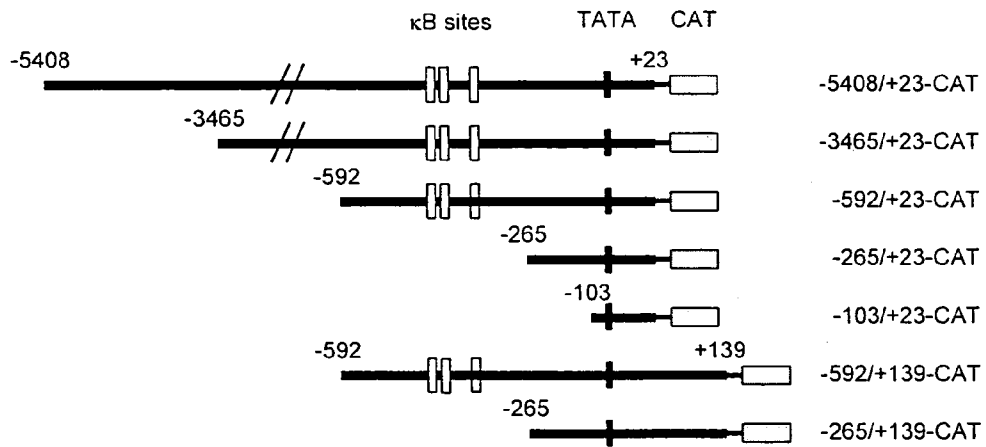 κB sites TATA CAT
-5408 +23 -5408/+23-CAT
-3465 -3465/+23-CAT
-592 -592/+23-CAT
-265 -265/+23-CAT
-103 -103/+23-CAT
-592 +139 -592/+139-CAT
-265 -265/+139-CAT